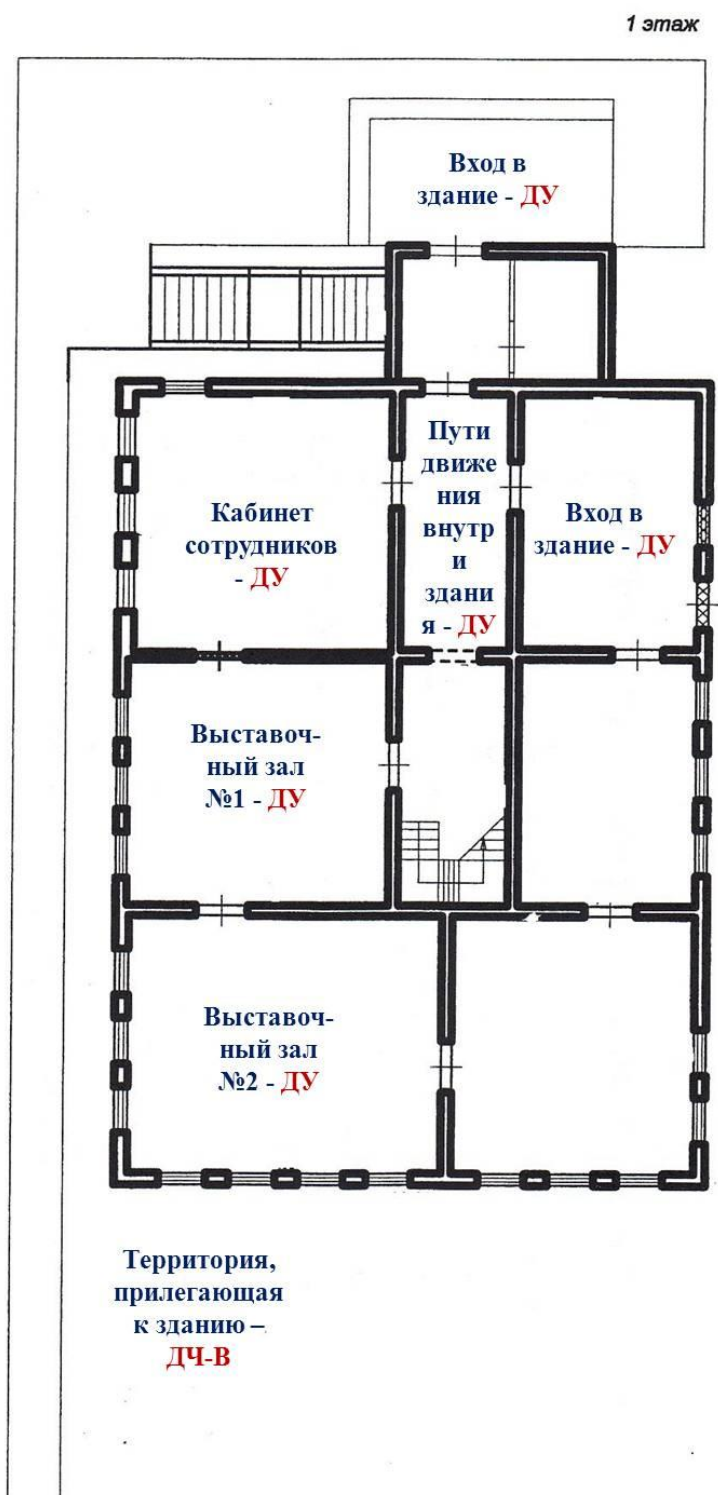 1 этаж
Вход в
здание - ДУ
Пути
движе
ния
внутр
и
здани
я - ДУ
Кабинет
сотрудников
- ДУ
Вход в
здание - ДУ
Выставоч-
ный зал
№1 - ДУ
Выставоч-
ный зал
№2 - ДУ
Территория,
прилегающая
к зданию –
ДЧ-В